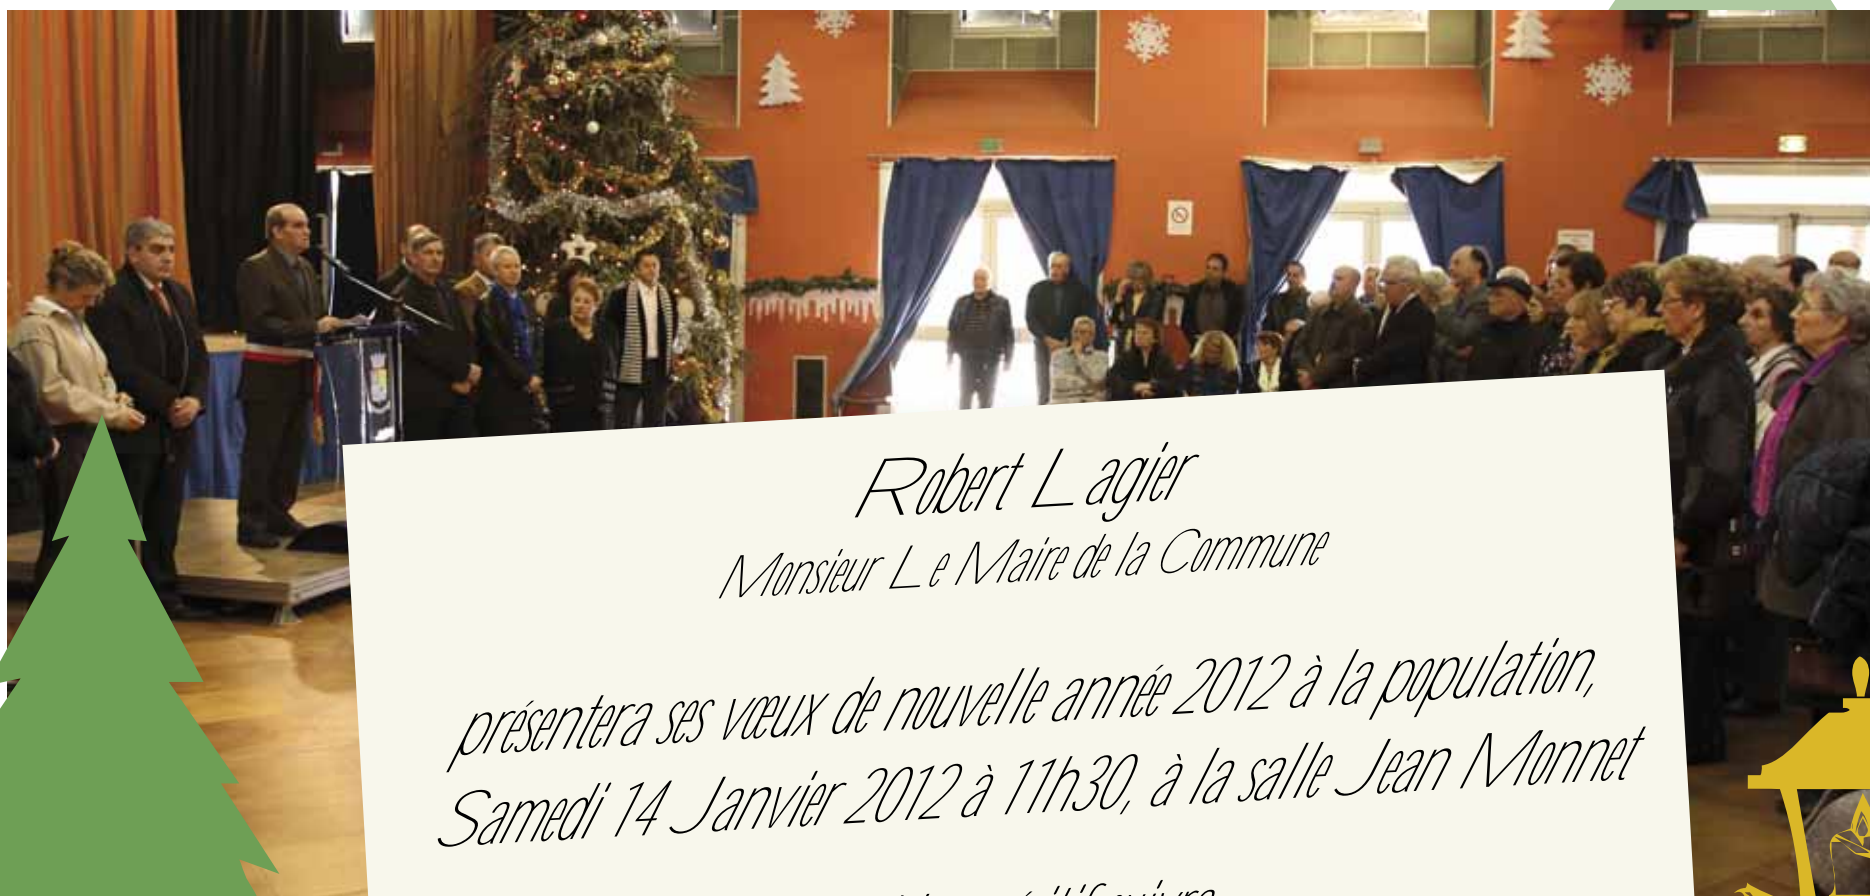 Robert Lagier
Monsieur Le Maire de la Commune
présentera ses vœux de nouvelle année 2012 à la population,
Samedi 14 Janvier 2012 à 11h30, à la salle Jean Monnet